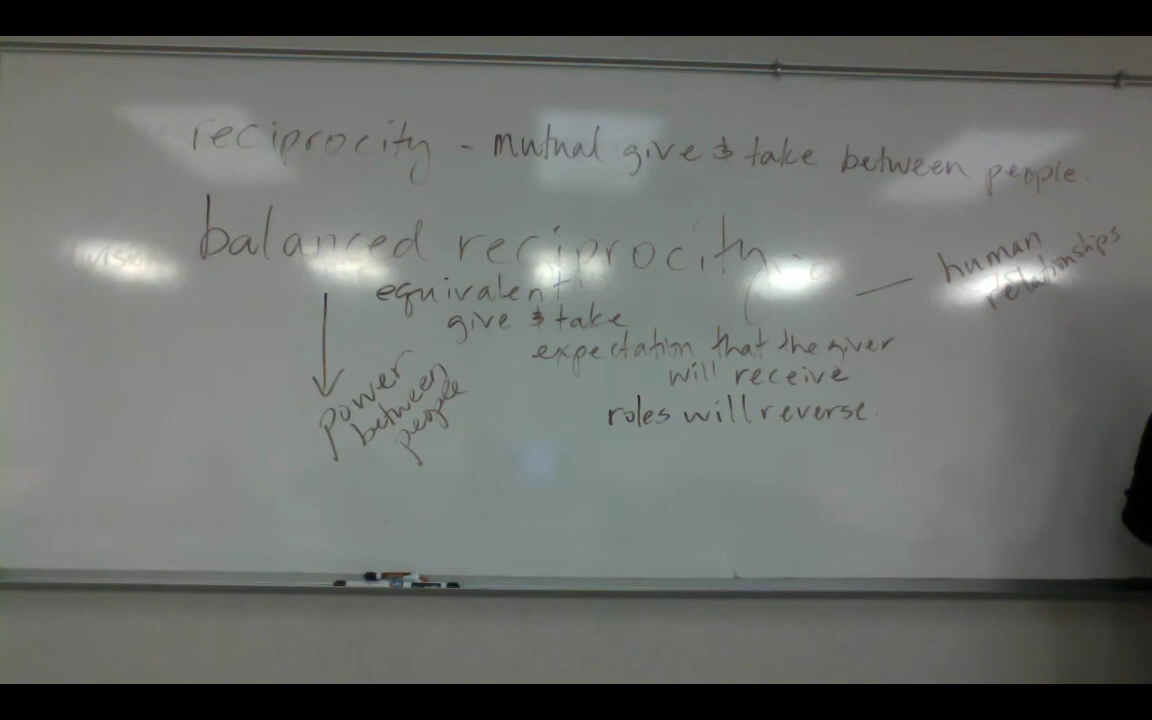 reciprocity - mutual give & take between people.
balanced reciprocity.
human
relationships
equivalent
give & take
expectation that the giver
will receive
roles will reverse.
power
between
people